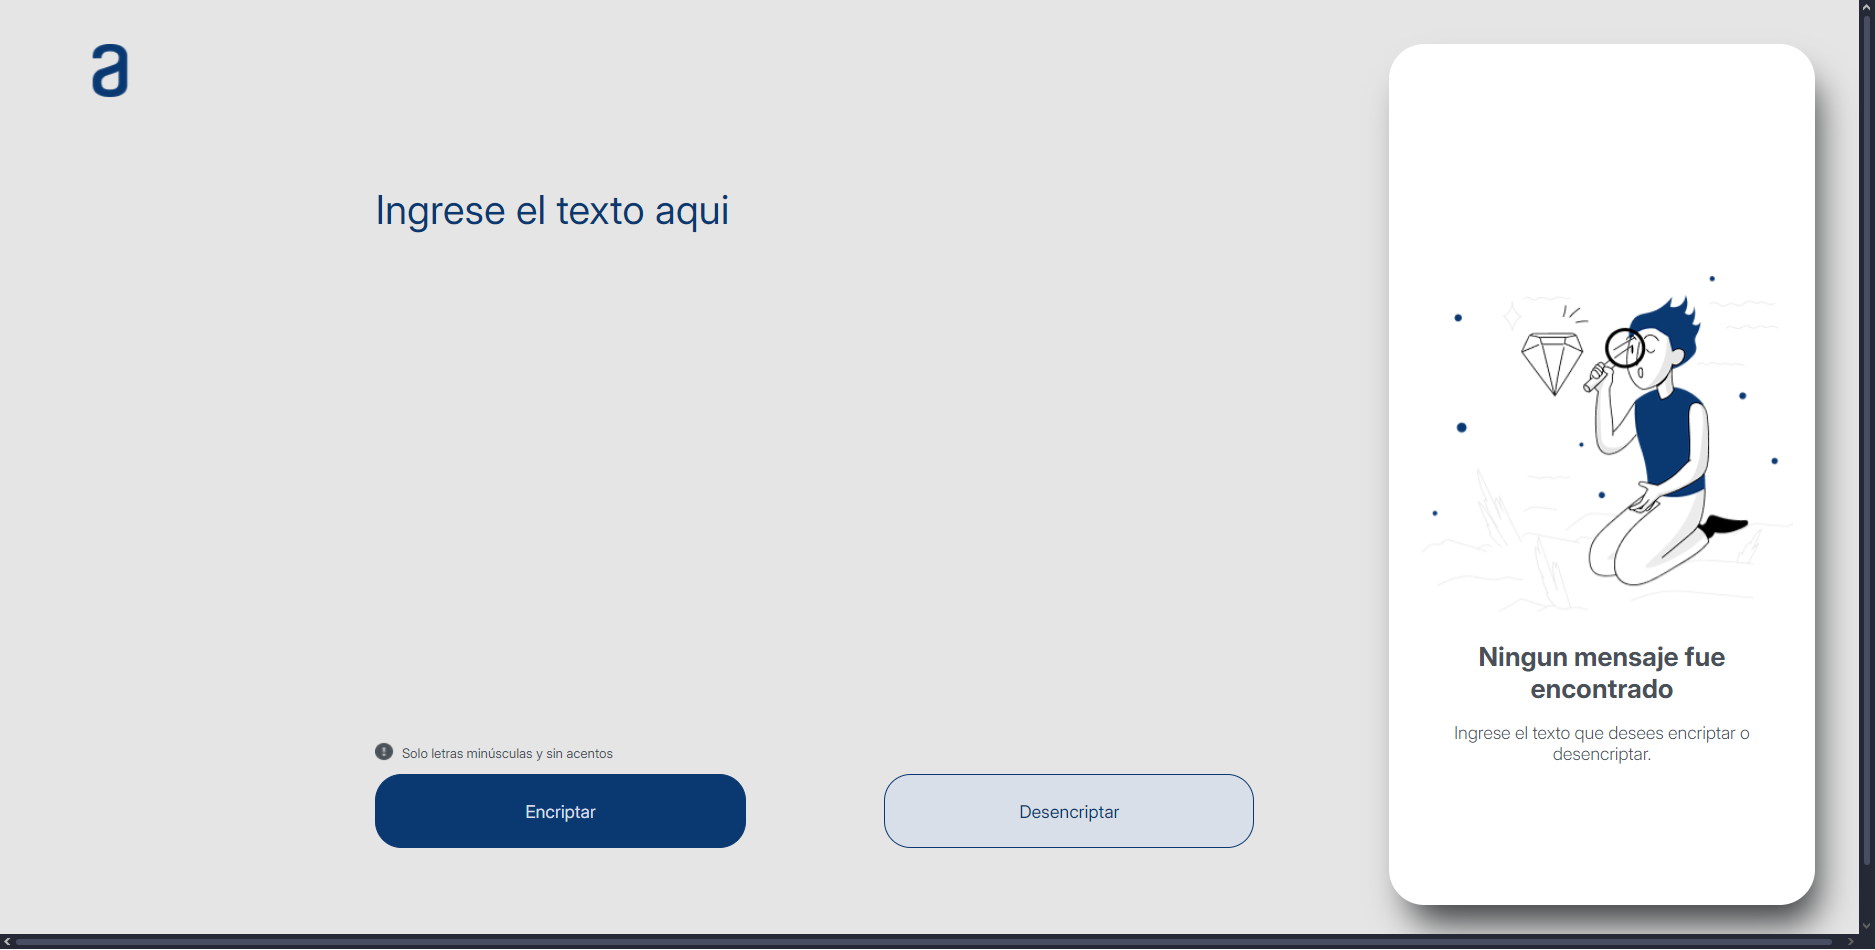 a
Ingrese el texto aqui
Solo letras minúsculas y sin acentos
Encriptar
Desencriptar
Ningun mensaje fue
encontrado
Ingrese el texto que desees encriptar o
desencriptar.